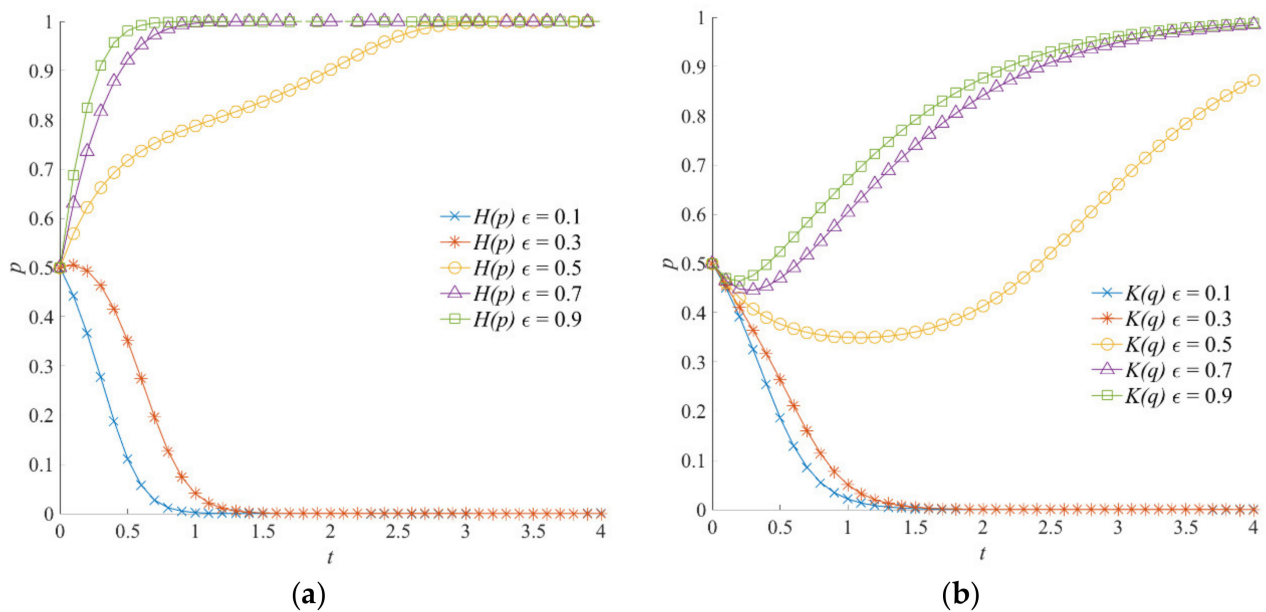 1
0.9
0.8
0.7
0.6
0.5
0.4
0.3
0.2
0.1
0
p
0 0.5 1 1.5 2 2.5 3 3.5 4
t
H(p) ϵ = 0.1
H(p) ϵ = 0.3
H(p) ϵ = 0.5
H(p) ϵ = 0.7
H(p) ϵ = 0.9
(a)
1
0.9
0.8
0.7
0.6
0.5
0.4
0.3
0.2
0.1
0
p
0 0.5 1 1.5 2 2.5 3 3.5 4
t
K(q) ϵ = 0.1
K(q) ϵ = 0.3
K(q) ϵ = 0.5
K(q) ϵ = 0.7
K(q) ϵ = 0.9
(b)